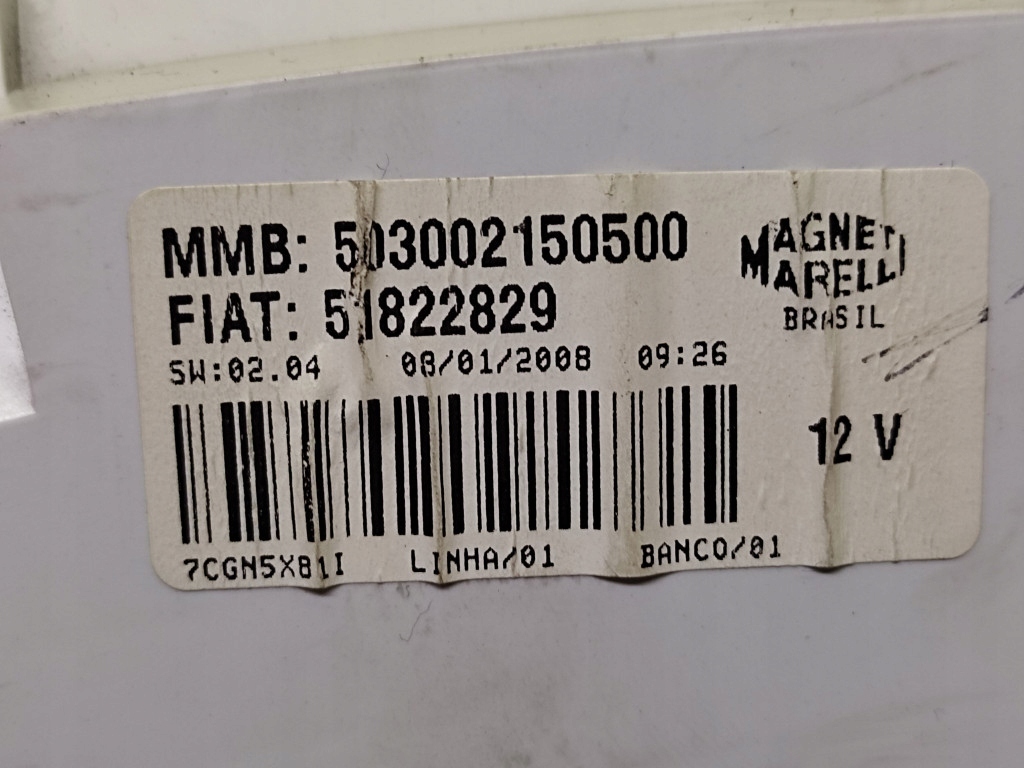 MMB: 503002150500
FIAT: 51822829
MAGNETI
MARELLI
BRASIL
SW:02.04 08/01/2008 09:26
12 V
7CGN5XB1I LINHA/01 BANCO/01